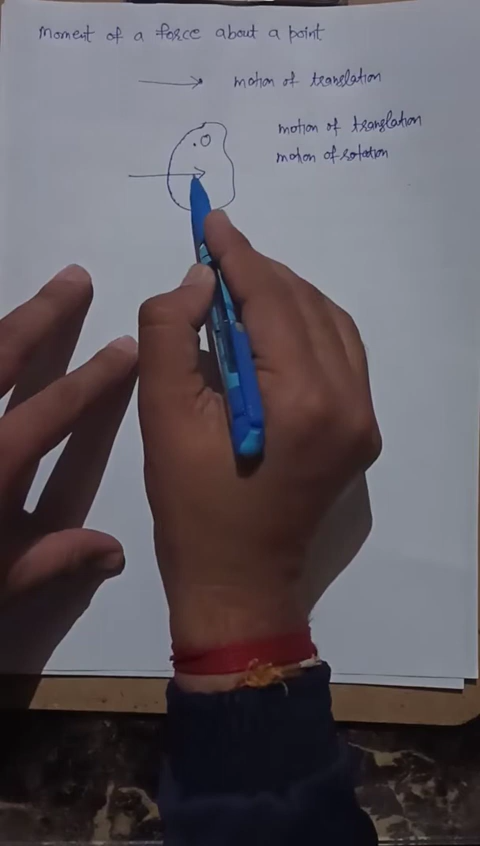 Moment of a force about a point
motion of translation
motion of translation
motion of rotation
O